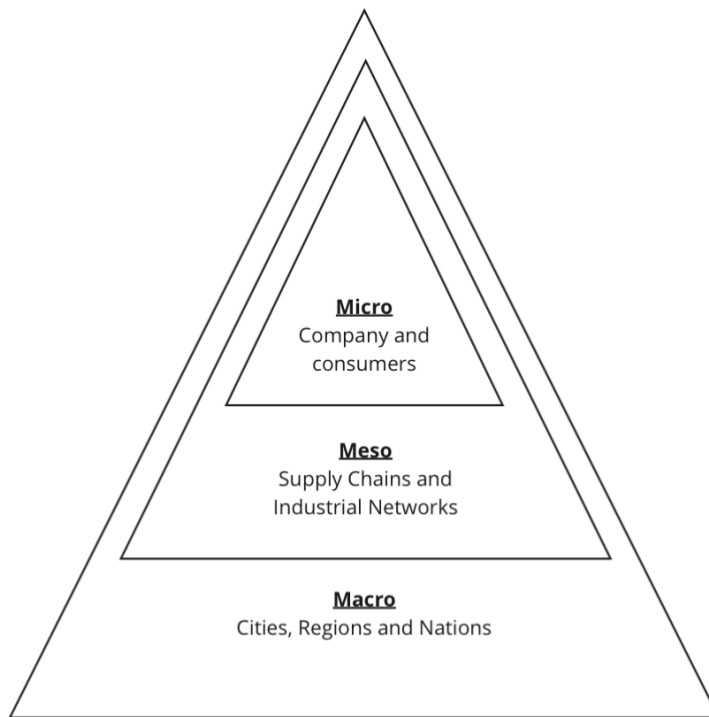 Micro
Company and
consumers
Meso
Supply Chains and
Industrial Networks
Macro
Cities, Regions and Nations